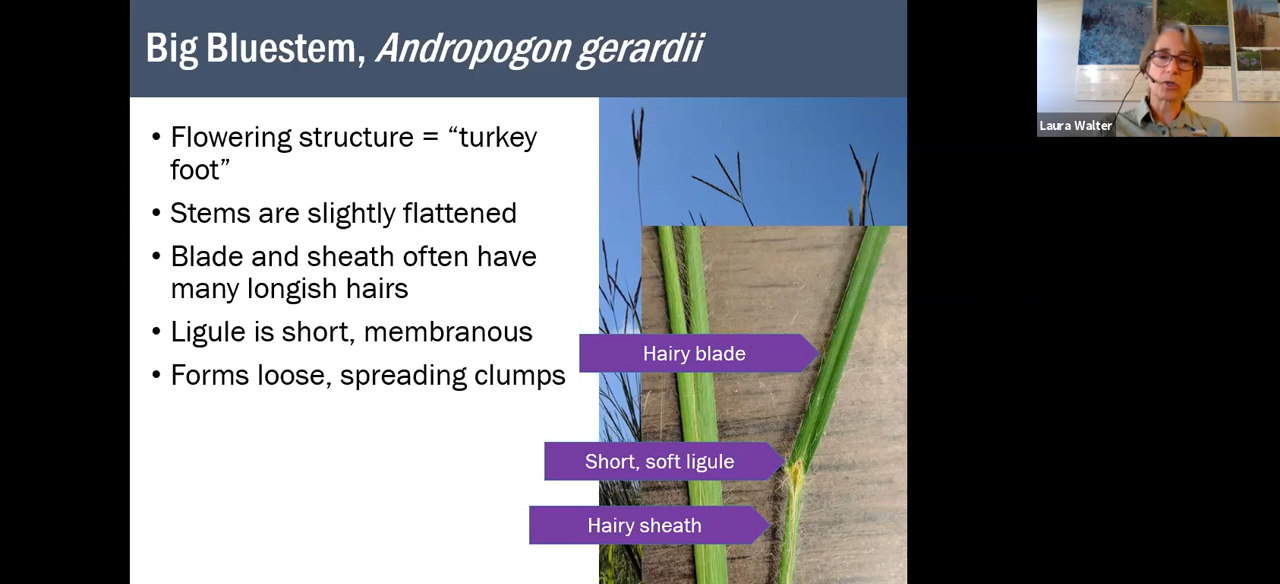 Big Bluestem, Andropogon gerardii
• Flowering structure = “turkey
foot”
• Stems are slightly flattened
• Blade and sheath often have
many longish hairs
• Ligule is short, membranous
• Forms loose, spreading clumps
Hairy blade
Short, soft ligule
Hairy sheath
Laura Walter